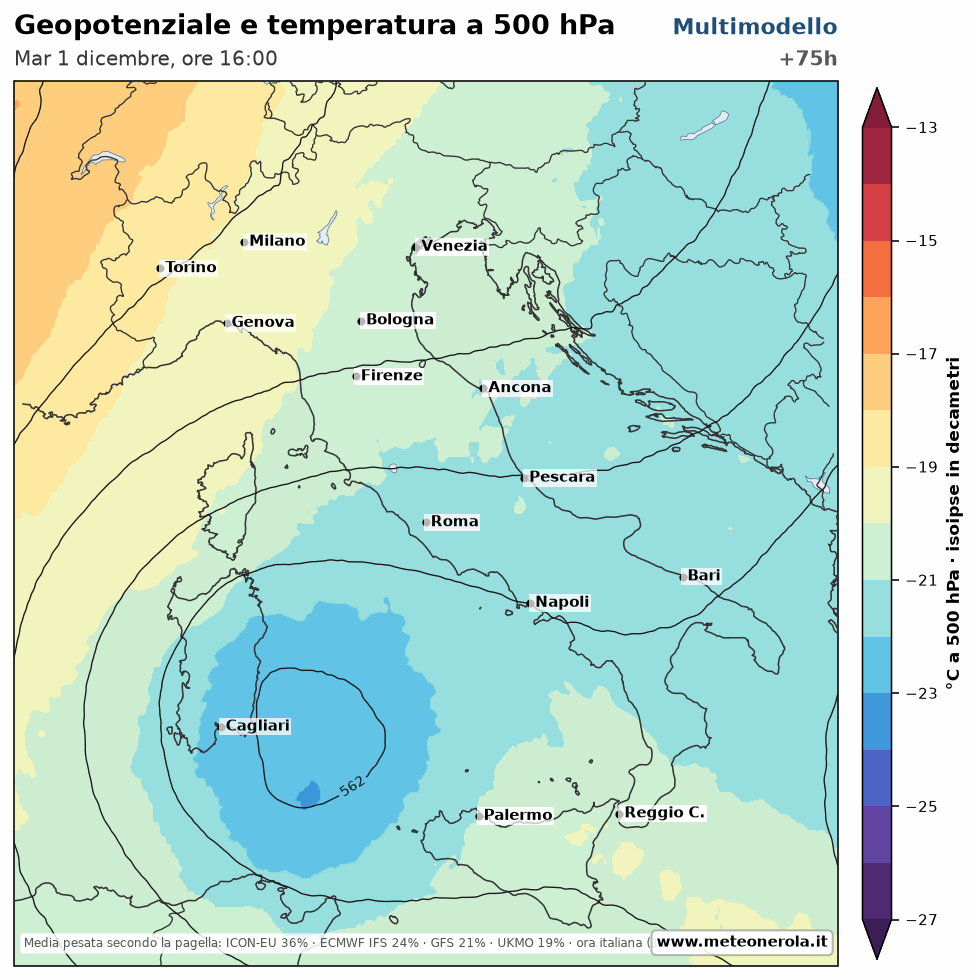 Geopotenziale e temperatura a 500 hPa
Multimodello
Mar 1 dicembre, ore 16:00
+75h
Milano
Venezia
Torino
Genova
Bologna
Firenze
Ancona
Pescara
Roma
Bari
Napoli
Cagliari
562
Palermo
Reggio C.
Media pesata secondo la pagella: ICON-EU 36% · ECMWF IFS 24% · GFS 21% · UKMO 19% · ora italiana (
www.meteonerola.it
−13
−15
−17
−19
−21
−23
−25
−27
°C a 500 hPa · isoipse in decametri